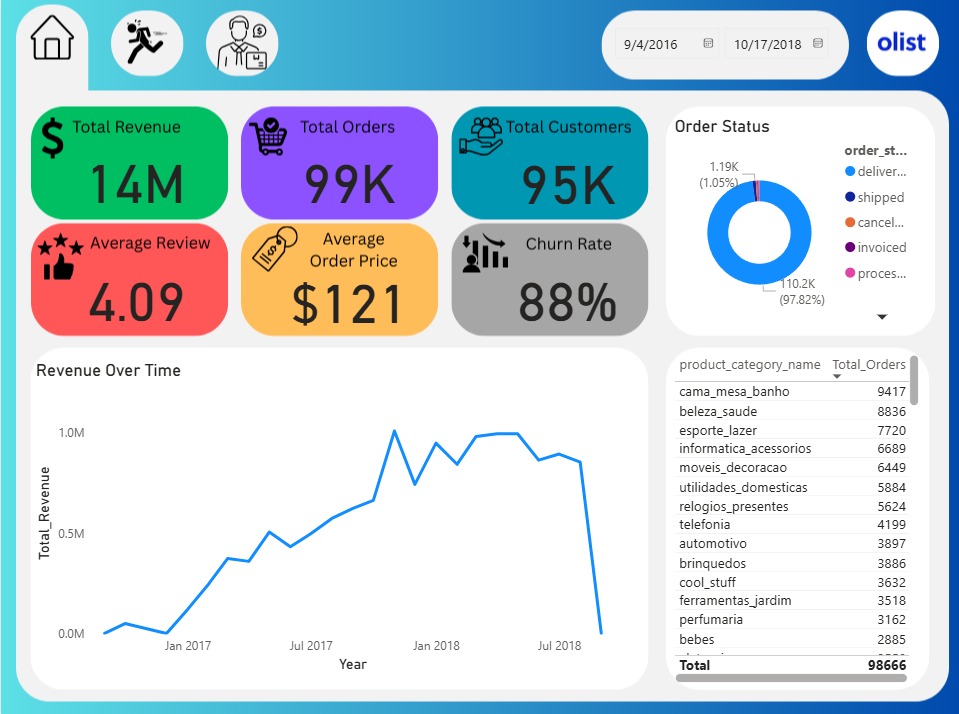 9/4/2016
10/17/2018
olist
Total Revenue
14M
Total Orders
99K
Total Customers
95K
Average Review
4.09
Average
Order Price
$121
Churn Rate
88%
Order Status
1.19K
(1.05%)
110.2K
(97.82%)
order_st...
deliver...
shipped
cancel...
invoiced
proces...
Revenue Over Time
Total_Revenue
1.0M
0.5M
0.0M
Jan 2017
Jul 2017
Jan 2018
Jul 2018
Year
product_category_name Total_Orders
cama_mesa_banho 9417
beleza_saude 8836
esporte_lazer 7720
informatica_acessorios 6689
moveis_decoracao 6449
utilidades_domesticas 5884
relogios_presentes 5624
telefonia 4199
automotivo 3897
brinquedos 3886
cool_stuff 3632
ferramentas_jardim 3518
perfumaria 3162
bebes 2885
Total 98666